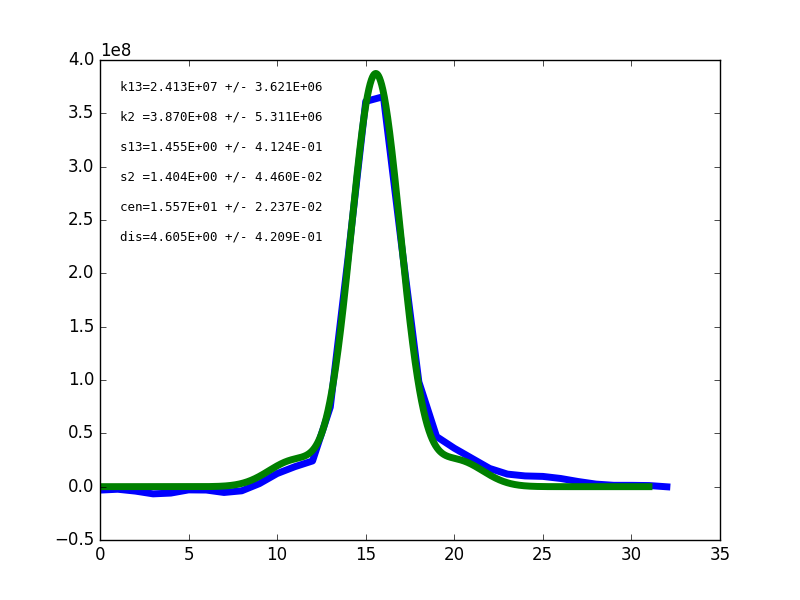 1e8
4.0
k13=2.413E+07 +/- 3.621E+06
3.5
k2 =3.870E+08 +/- 5.311E+06
s13=1.455E+00 +/- 4.124E-01
3.0
s2 =1.404E+00 +/- 4.460E-02
cen=1.557E+01 +/- 2.237E-02
2.5
dis=4.605E+00 +/- 4.209E-01
2.0
1.5
1.0
0.5
0.0
−0.5
0 5 10 15 20 25 30 35